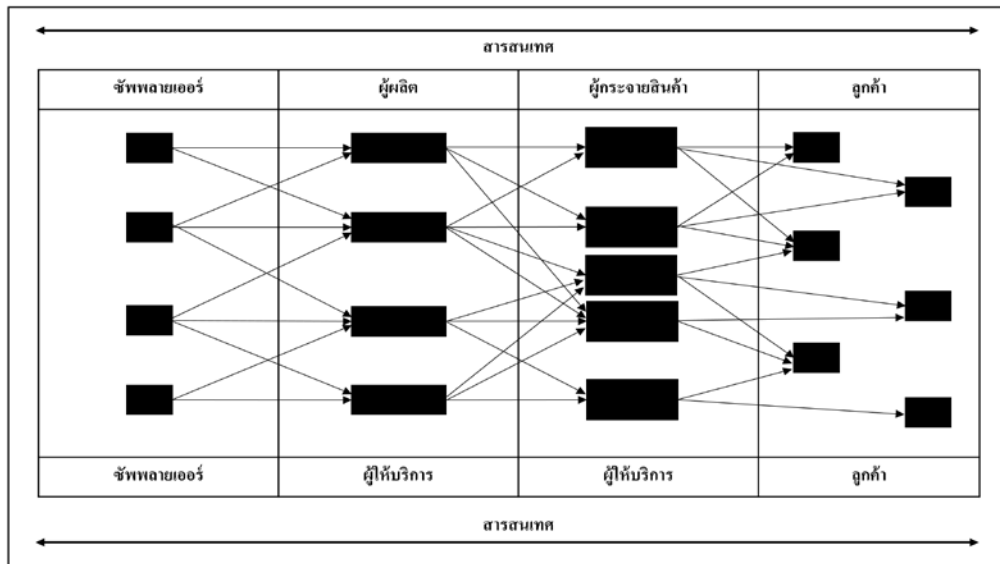 สารสนเทศ
ซัพพลายเออร์ ผู้ผลิต ผู้กระจายสินค้า ลูกค้า
ซัพพลายเออร์ ผู้ให้บริการ ผู้ให้บริการ ลูกค้า
สารสนเทศ